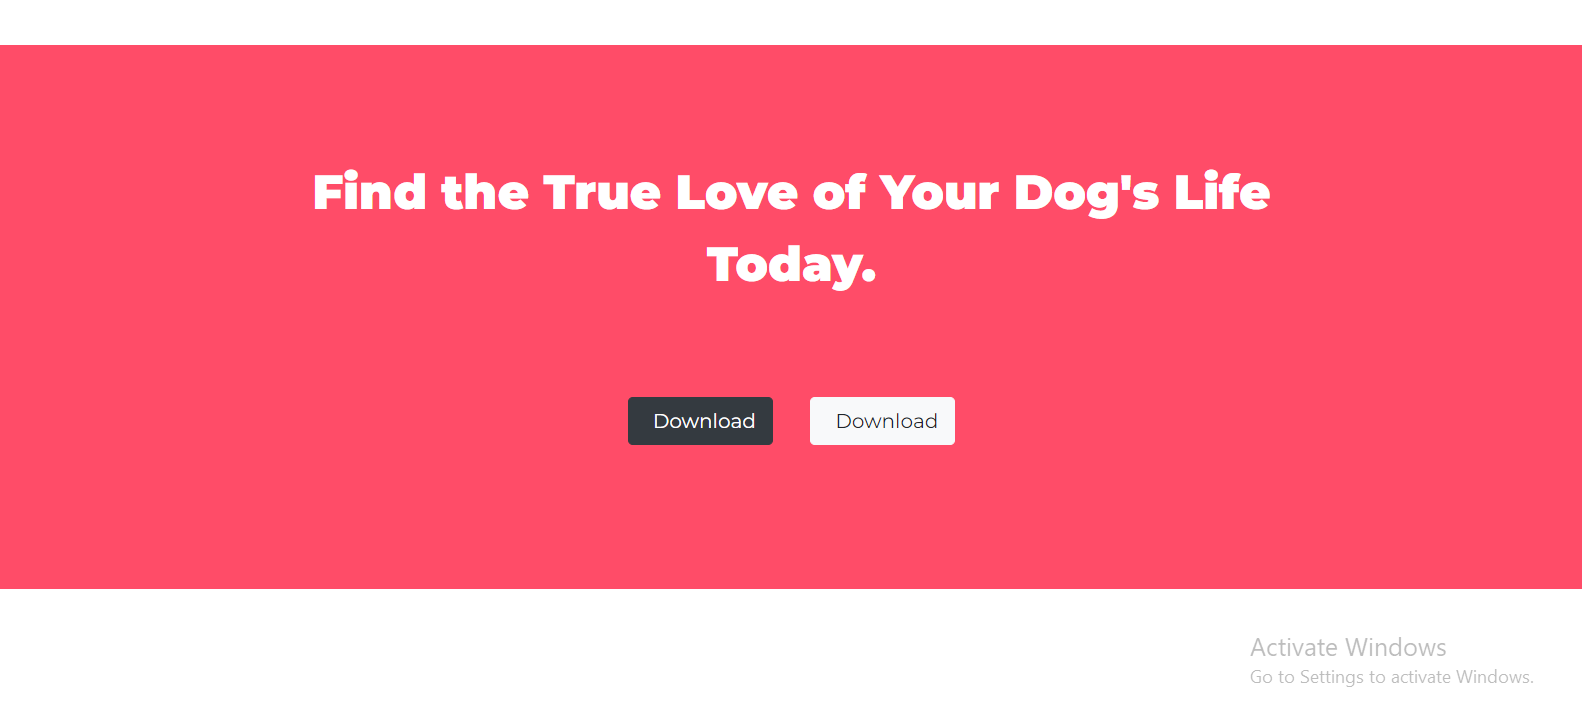 Find the True Love of Your Dog's Life
Today.
Download
Download
Activate Windows
Go to Settings to activate Windows.